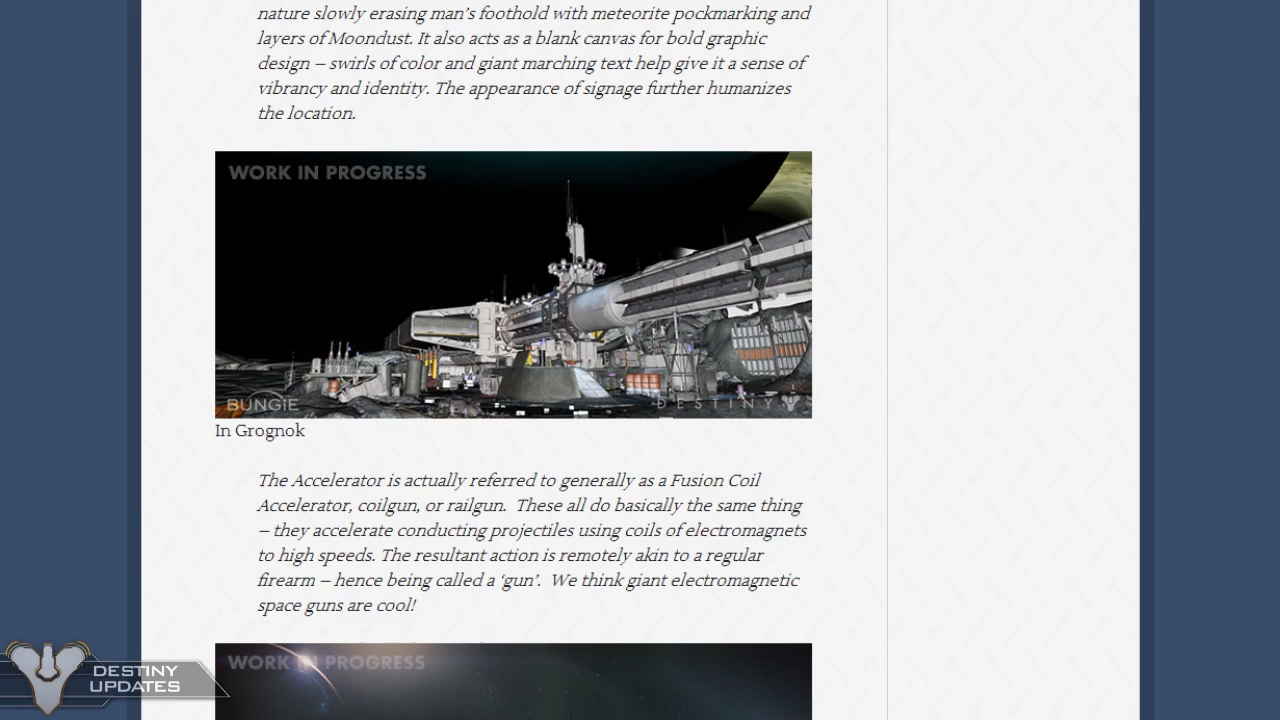 nature slowly erasing man’s foothold with meteorite pockmarking and
layers of Moondust. It also acts as a blank canvas for bold graphic
design – swirls of color and giant marching text help give it a sense of
vibrancy and identity. The appearance of signage further humanizes
the location.
WORK IN PROGRESS
BUNGiE
DESTINY
In Grognok
The Accelerator is actually referred to generally as a Fusion Coil
Accelerator, coilgun, or railgun.  These all do basically the same thing
– they accelerate conducting projectiles using coils of electromagnets
to high speeds. The resultant action is remotely akin to a regular
firearm – hence being called a ‘gun’.  We think giant electromagnetic
space guns are cool!
WORK IN PROGRESS
DESTINY
UPDATES